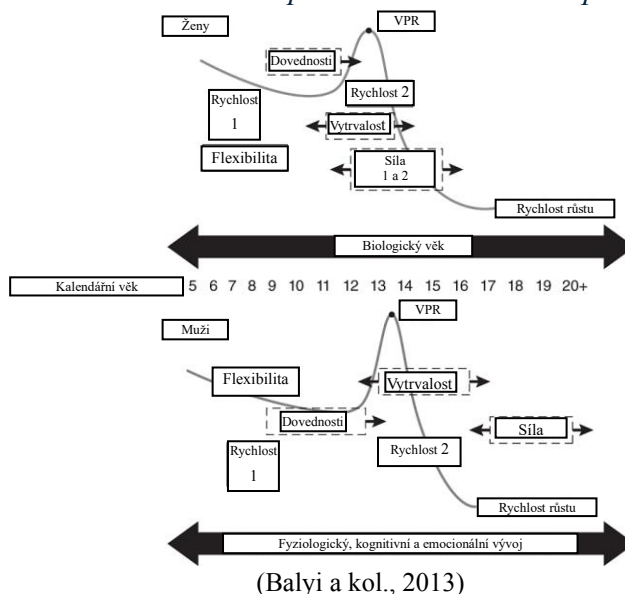 Ženy
VPR
Dovednosti
Rychlost
1
Rychlost 2
Vytrvalost
Flexibilita
Síla
1 a 2
Rychlost růstu
Biologický věk
Kalendářní věk 5 6 7 8 9 10 11 12 13 14 15 16 17 18 19 20+
Muži
VPR
Flexibilita
Vytrvalost
Dovednosti
Síla
Rychlost
1
Rychlost 2
Rychlost růstu
Fyziologický, kognitivní a emocionální vývoj
(Balyi a kol., 2013)